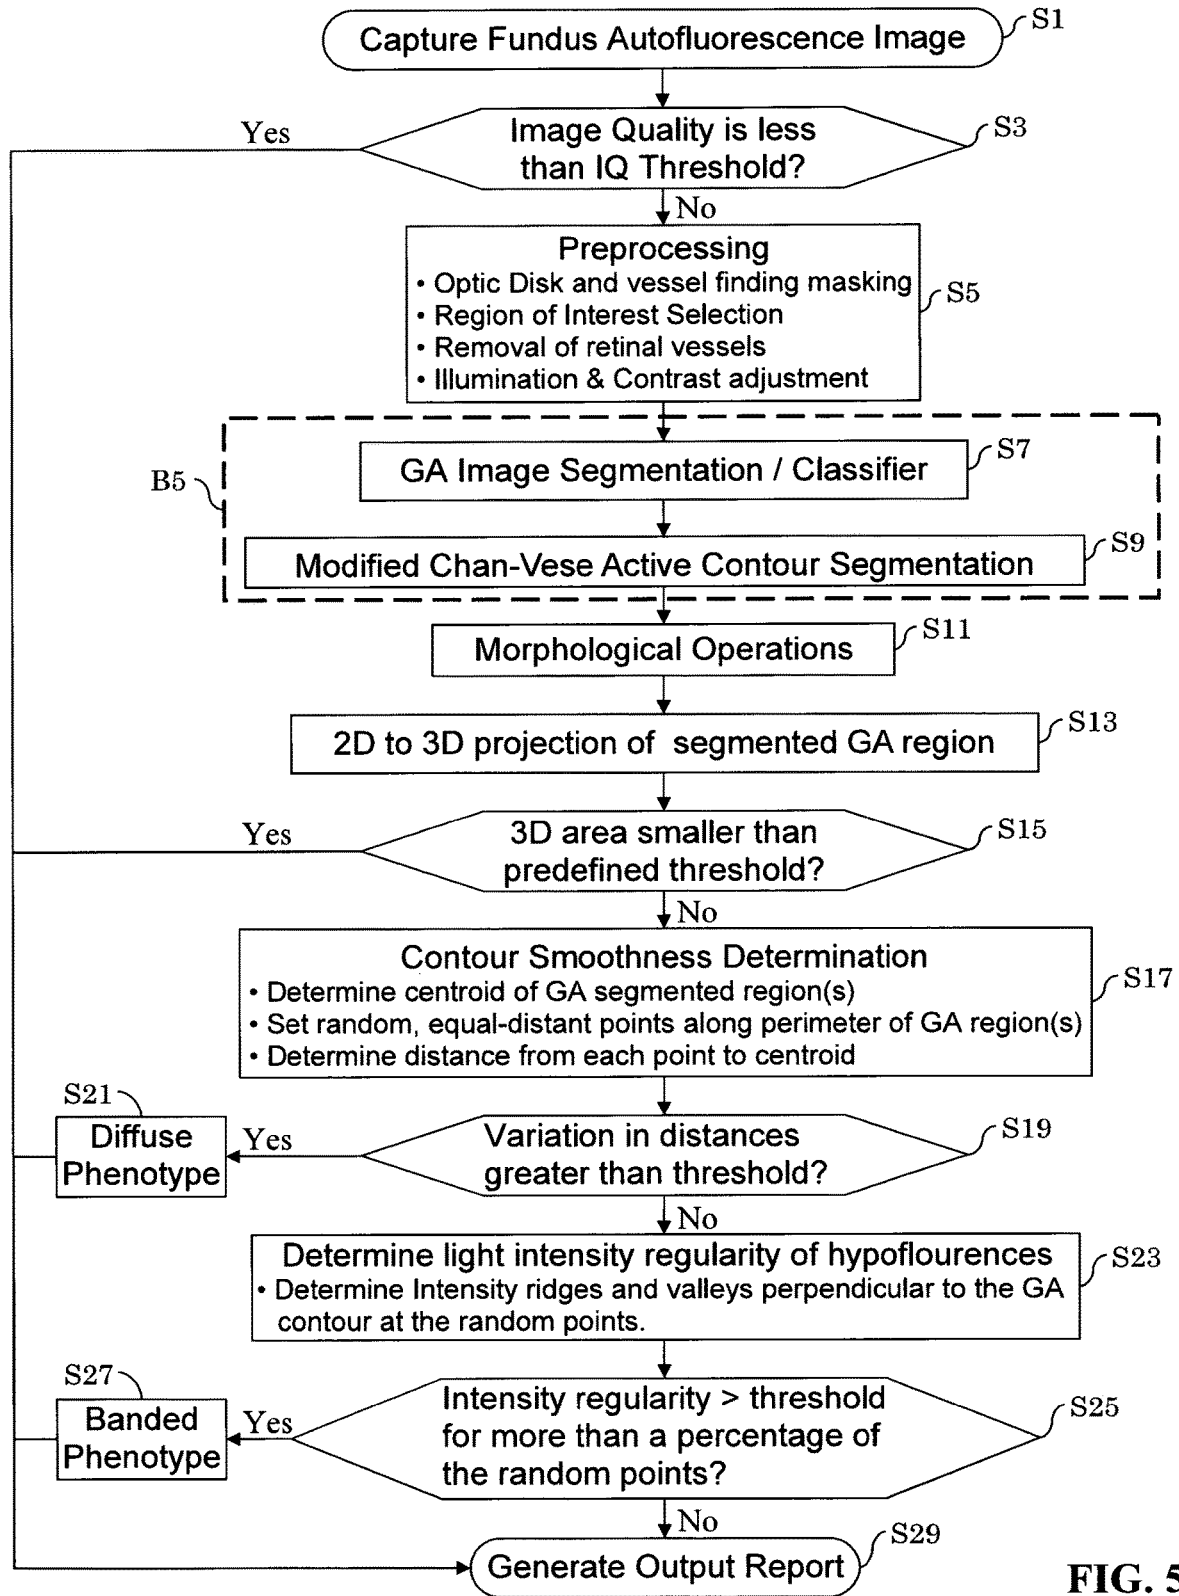 Capture Fundus Autofluorescence Image
S1
Yes
Image Quality is less
than IQ Threshold?
S3
No
Preprocessing
• Optic Disk and vessel finding masking
• Region of Interest Selection
• Removal of retinal vessels
• Illumination & Contrast adjustment
S5
B5
GA Image Segmentation / Classifier
S7
Modified Chan-Vese Active Contour Segmentation
S9
Morphological Operations
S11
2D to 3D projection of segmented GA region
S13
Yes
3D area smaller than
predefined threshold?
S15
No
Contour Smoothness Determination
• Determine centroid of GA segmented region(s)
• Set random, equal-distant points along perimeter of GA region(s)
• Determine distance from each point to centroid
S17
S21
Diffuse
Phenotype
Yes
Variation in distances
greater than threshold?
S19
No
Determine light intensity regularity of hypoflourences
• Determine Intensity ridges and valleys perpendicular to the GA
contour at the random points.
S23
S27
Banded
Phenotype
Yes
Intensity regularity > threshold
for more than a percentage of
the random points?
S25
No
Generate Output Report
S29
FIG. 5